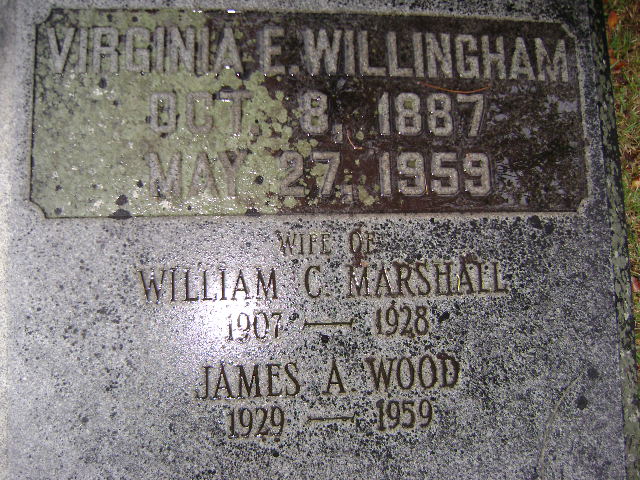 VIRGINIA E. WILLINGHAM
OCT. 8, 1887
MAY 27, 1959
WIFE OF
WILLIAM C MARSHALL
1907 — 1928
JAMES A WOOD
1929 — 1959